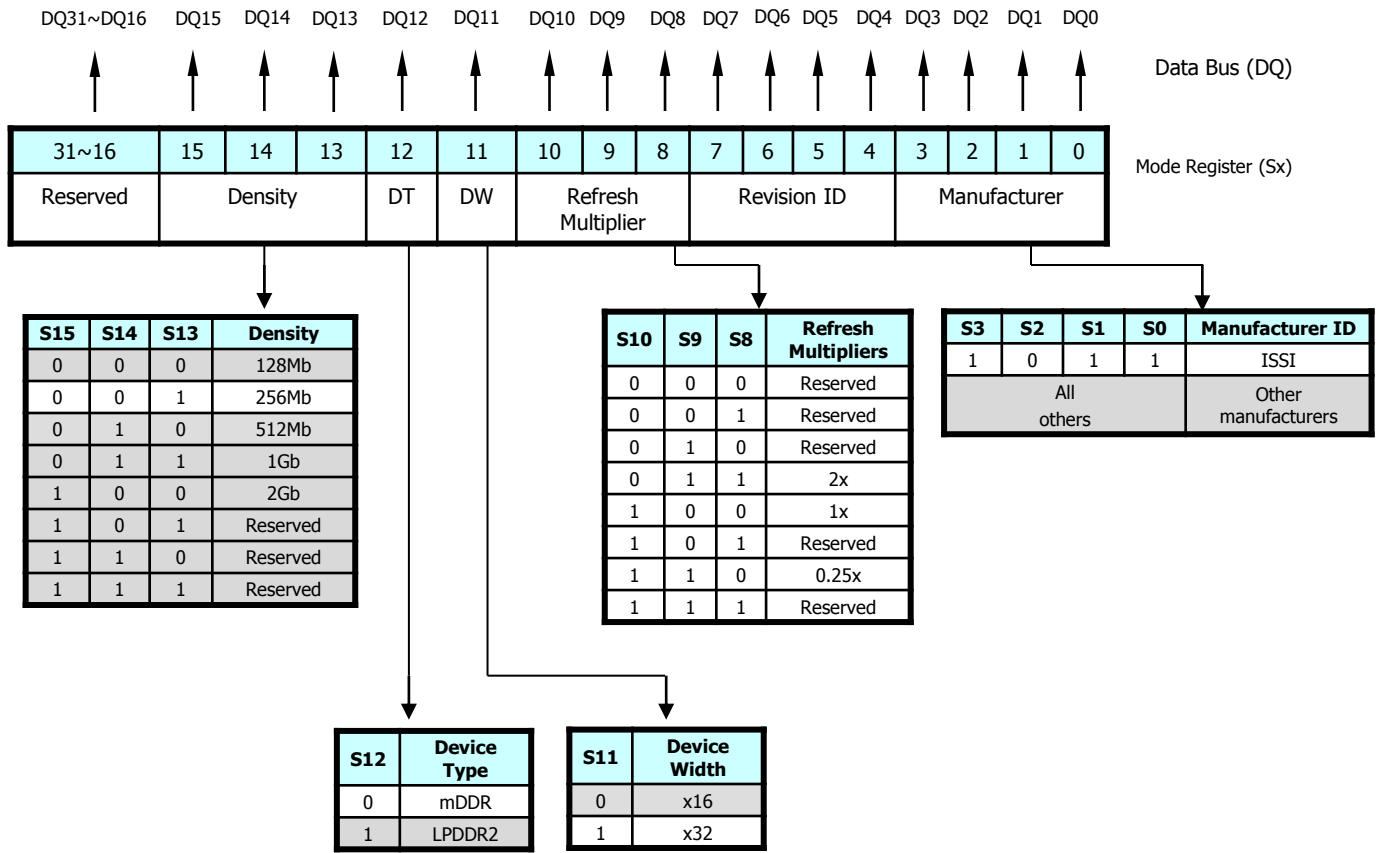 DQ31~DQ16 DQ15 DQ14 DQ13 DQ12 DQ11 DQ10 DQ9 DQ8 DQ7 DQ6 DQ5 DQ4 DQ3 DQ2 DQ1 DQ0
Data Bus (DQ)
31~16 15 14 13 12 11 10 9 8 7 6 5 4 3 2 1 0
Mode Register (Sx)
Reserved Density DT DW Refresh Revision ID Manufacturer
Multiplier
S15 S14 S13 Density
0 0 0 128Mb
0 0 1 256Mb
0 1 0 512Mb
0 1 1 1Gb
1 0 0 2Gb
1 0 1 Reserved
1 1 0 Reserved
1 1 1 Reserved
S10 S9 S8 Refresh
Multipliers
0 0 0 Reserved
0 0 1 Reserved
0 1 0 Reserved
0 1 1 2x
1 0 0 1x
1 0 1 Reserved
1 1 0 0.25x
1 1 1 Reserved
S3 S2 S1 S0 Manufacturer ID
1 0 1 1 ISSI
All Other
others manufacturers
S12 Device
Type
0 mDDR
1 LPDDR2
S11 Device
Width
0 x16
1 x32